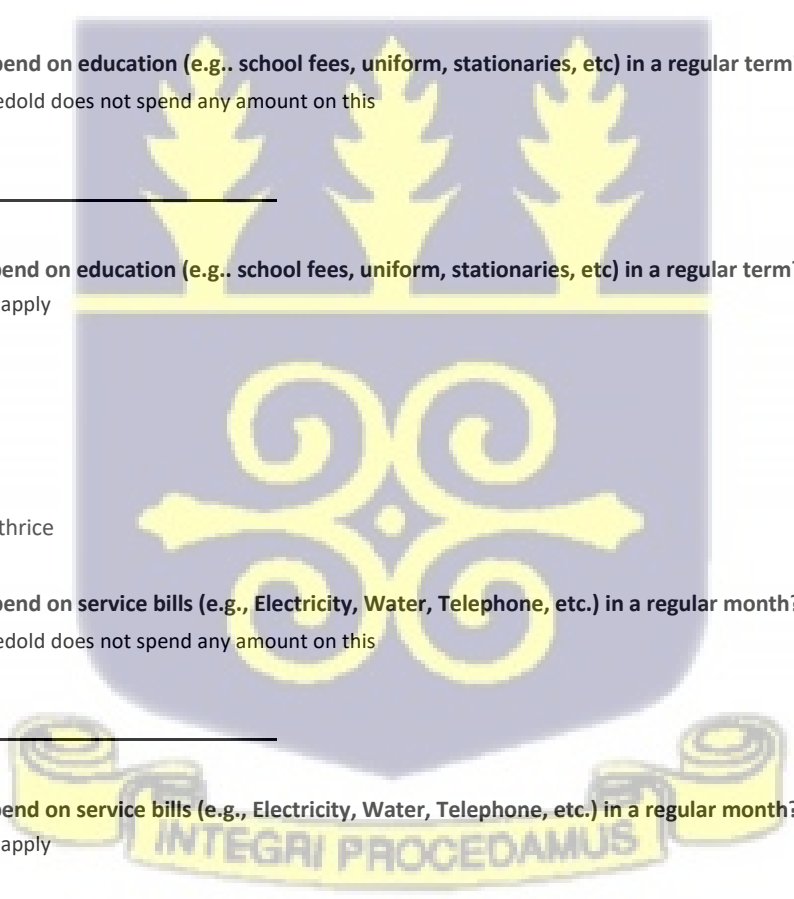 pend on education (e.g.. school fees, uniform, stationaries, etc) in a regular term
edold does not spend any amount on this
pend on education (e.g.. school fees, uniform, stationaries, etc) in a regular term?
apply
thrice
pend on service bills (e.g., Electricity, Water, Telephone, etc.) in a regular month?
edold does not spend any amount on this
pend on service bills (e.g., Electricity, Water, Telephone, etc.) in a regular month?
apply
INTEGRI PROCEDAMUS